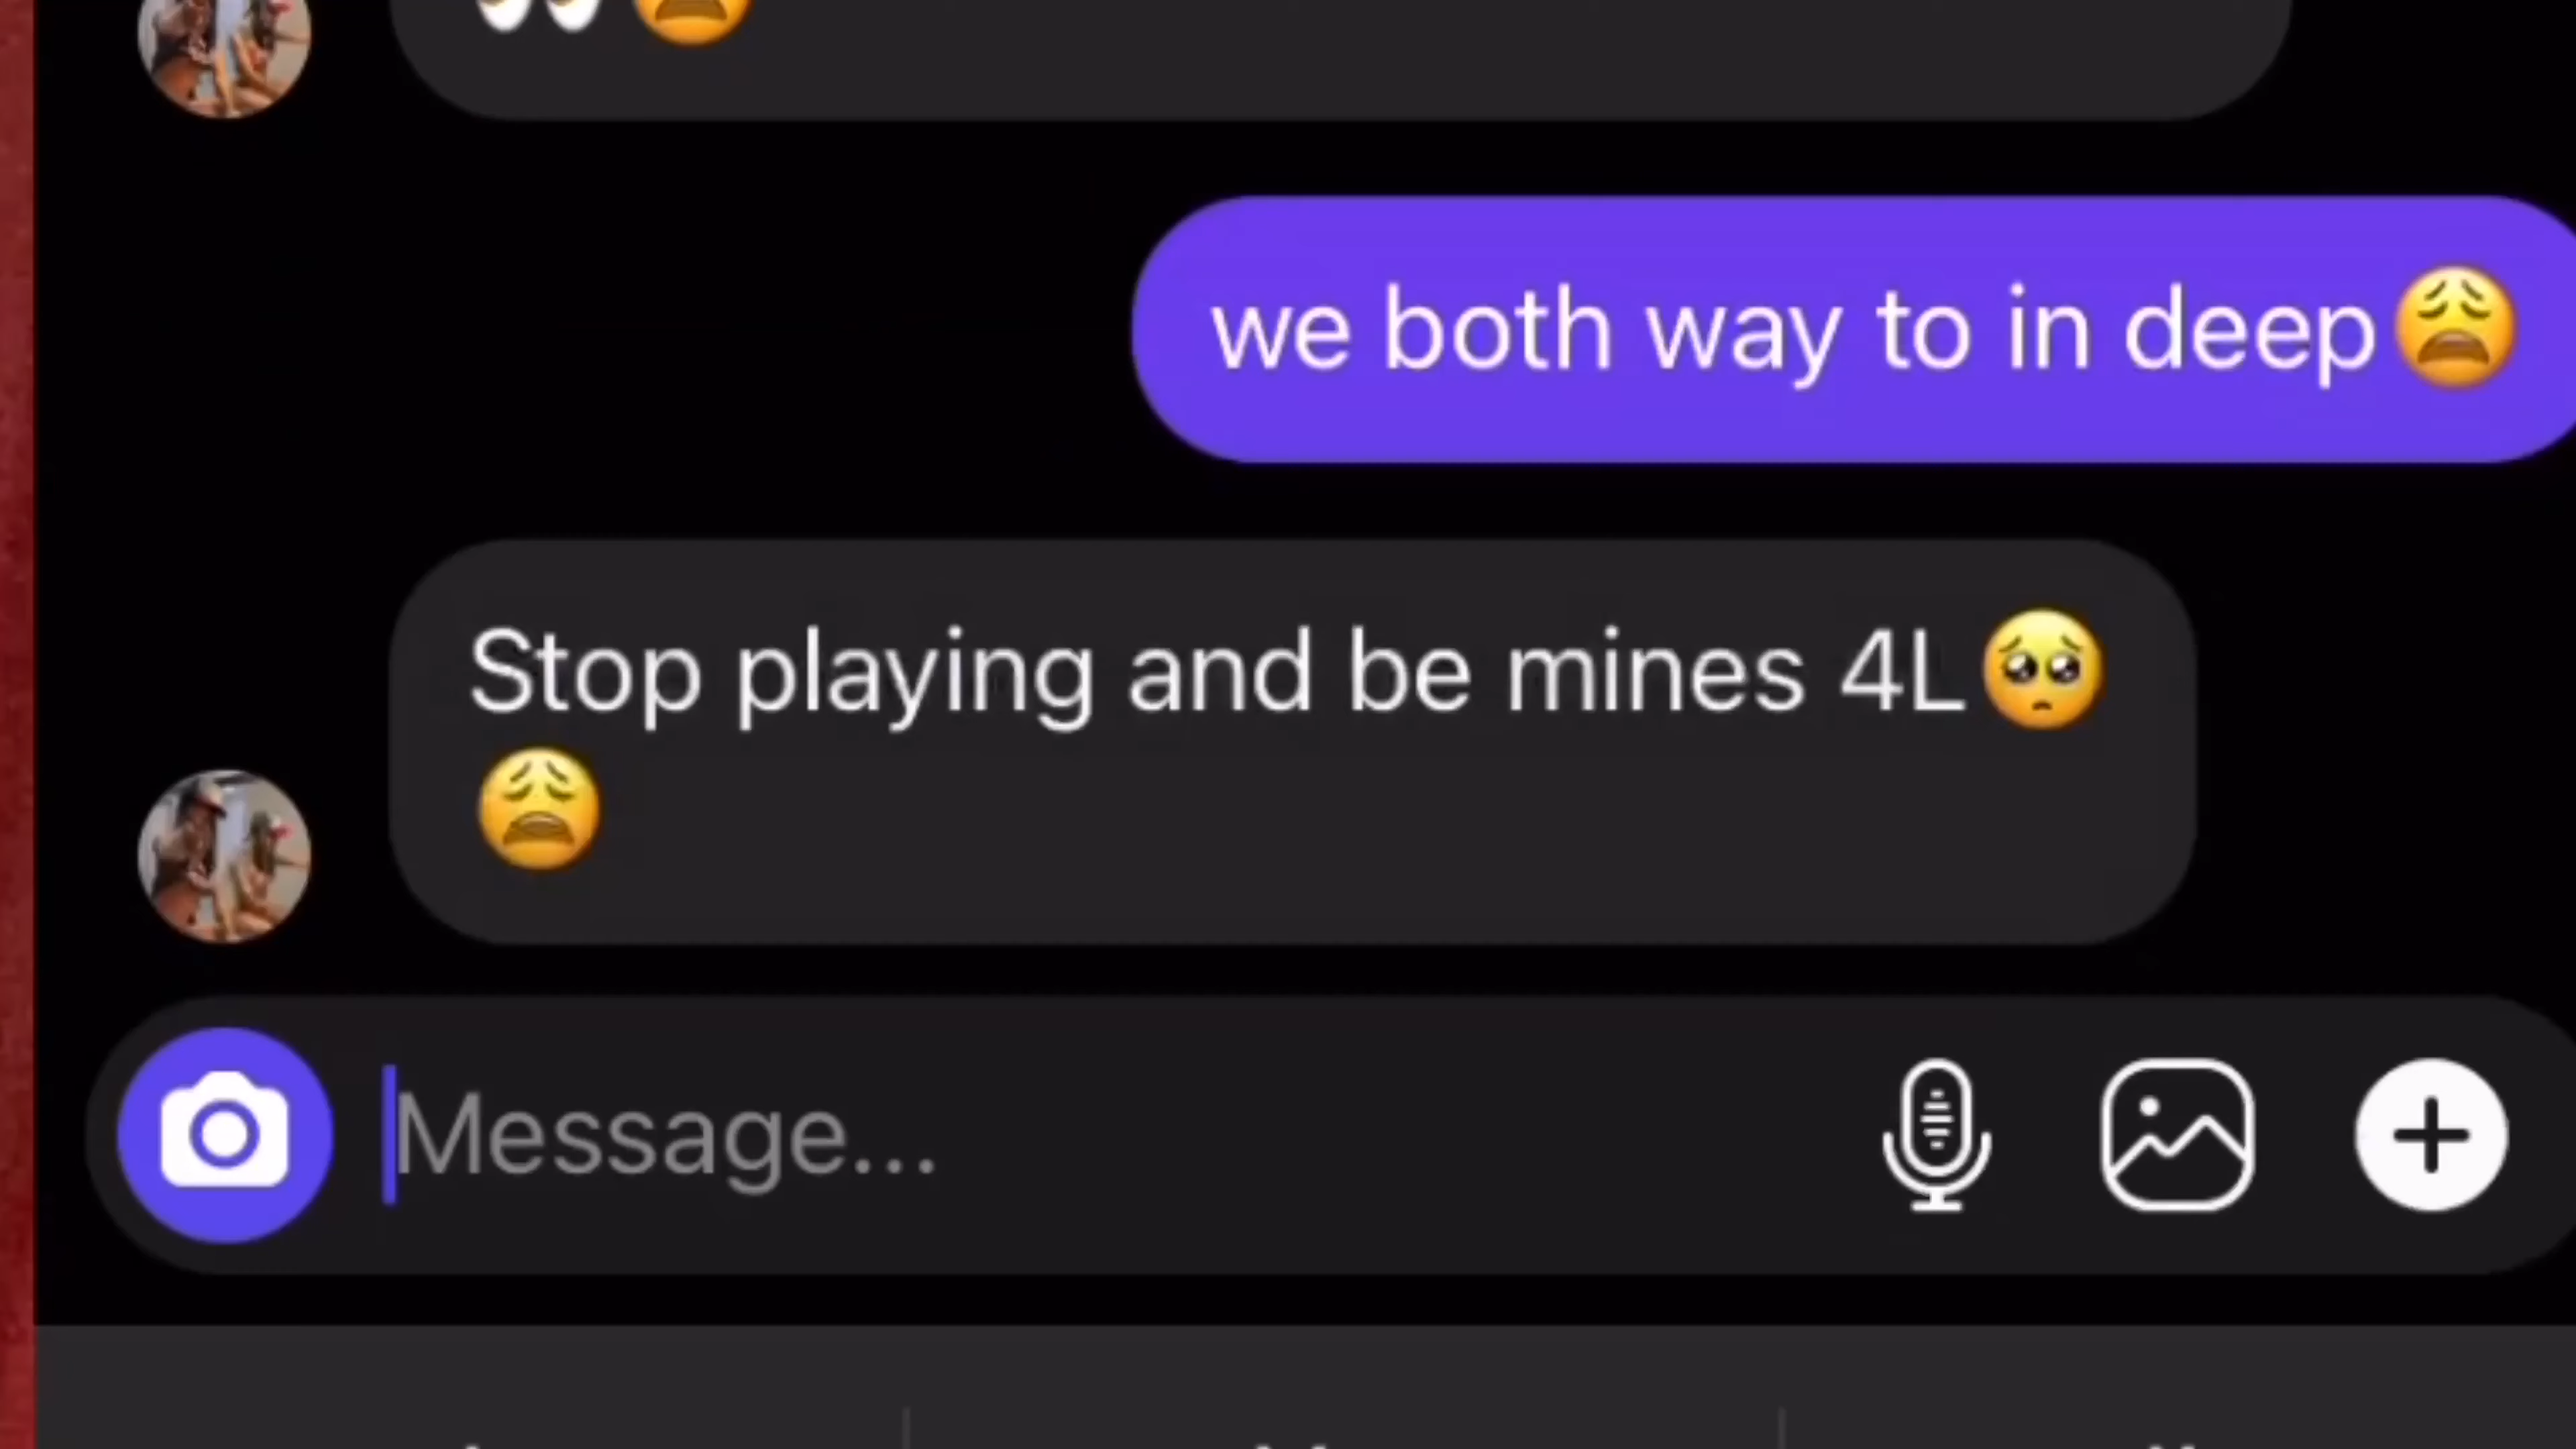 👀😩
we both way to in deep😩
Stop playing and be mines 4L🥺
😩
Message...